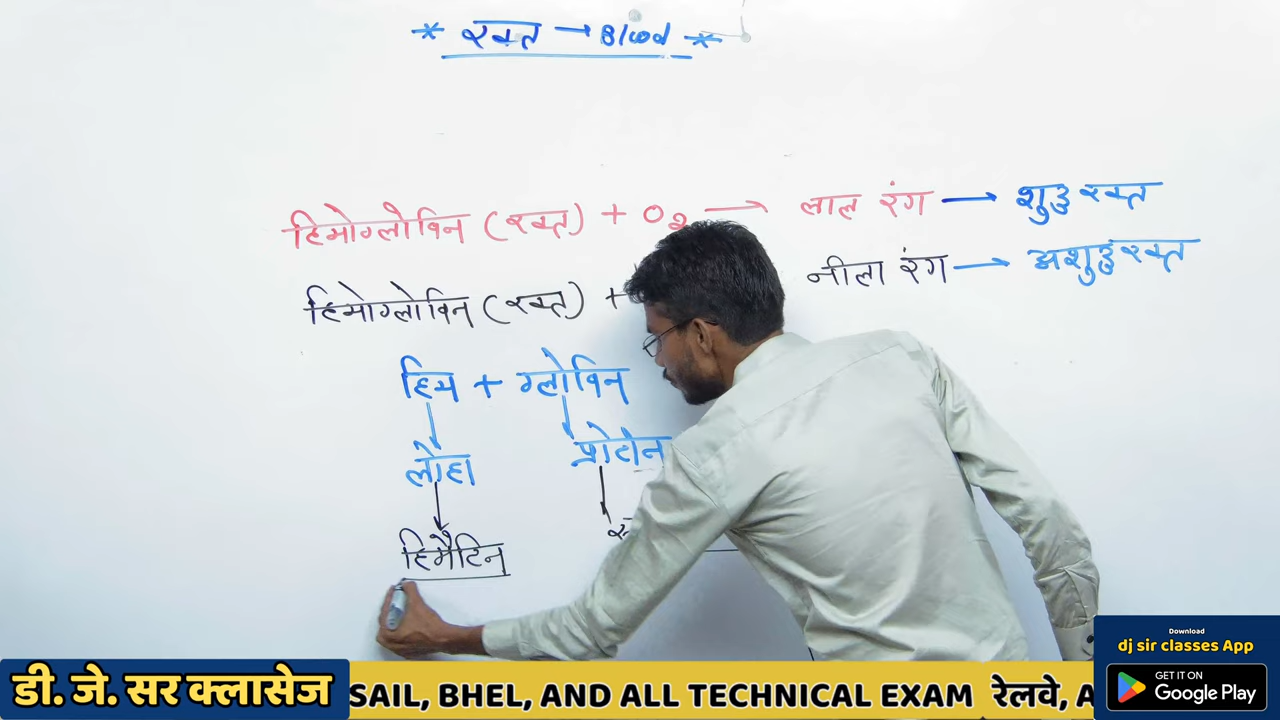 * रक्त → Blood *
हिमोग्लोविन (रक्त) + O2 → लाल रंग → शुद्ध रक्त
हिमोग्लोविन (रक्त) + नीला रंग → अशुद्ध रक्त
हिम + ग्लोविन
लौहा प्रोटीन
हिमैटिन
डी. जे. सर क्लासेज SAIL, BHEL, AND ALL TECHNICAL EXAM रेलवे, A
Download
dj sir classes App
GET IT ON
Google Play